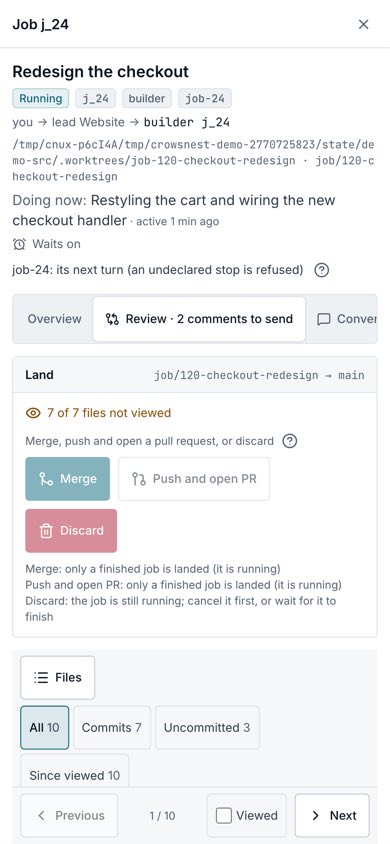 Job j_24
Redesign the checkout
Running j_24 builder job-24
you → lead Website → builder j_24
/tmp/cnux-p6cI4A/tmp/crowsnest-demo-2770725823/state/de
mo-src/.worktrees/job-120-checkout-redesign · job/120-c
heckout-redesign
Doing now: Restyling the cart and wiring the new
checkout handler · active 1 min ago
Waits on
job-24: its next turn (an undeclared stop is refused) ?
Overview Review · 2 comments to send Conver
Land job/120-checkout-redesign → main
7 of 7 files not viewed
Merge, push and open a pull request, or discard ?
Merge Push and open PR
Discard
Merge: only a finished job is landed (it is running)
Push and open PR: only a finished job is landed (it is running)
Discard: the job is still running; cancel it first, or wait for it to
finish
Files
All 10 Commits 7 Uncommitted 3
Since viewed 10
Previous 1 / 10 Viewed Next